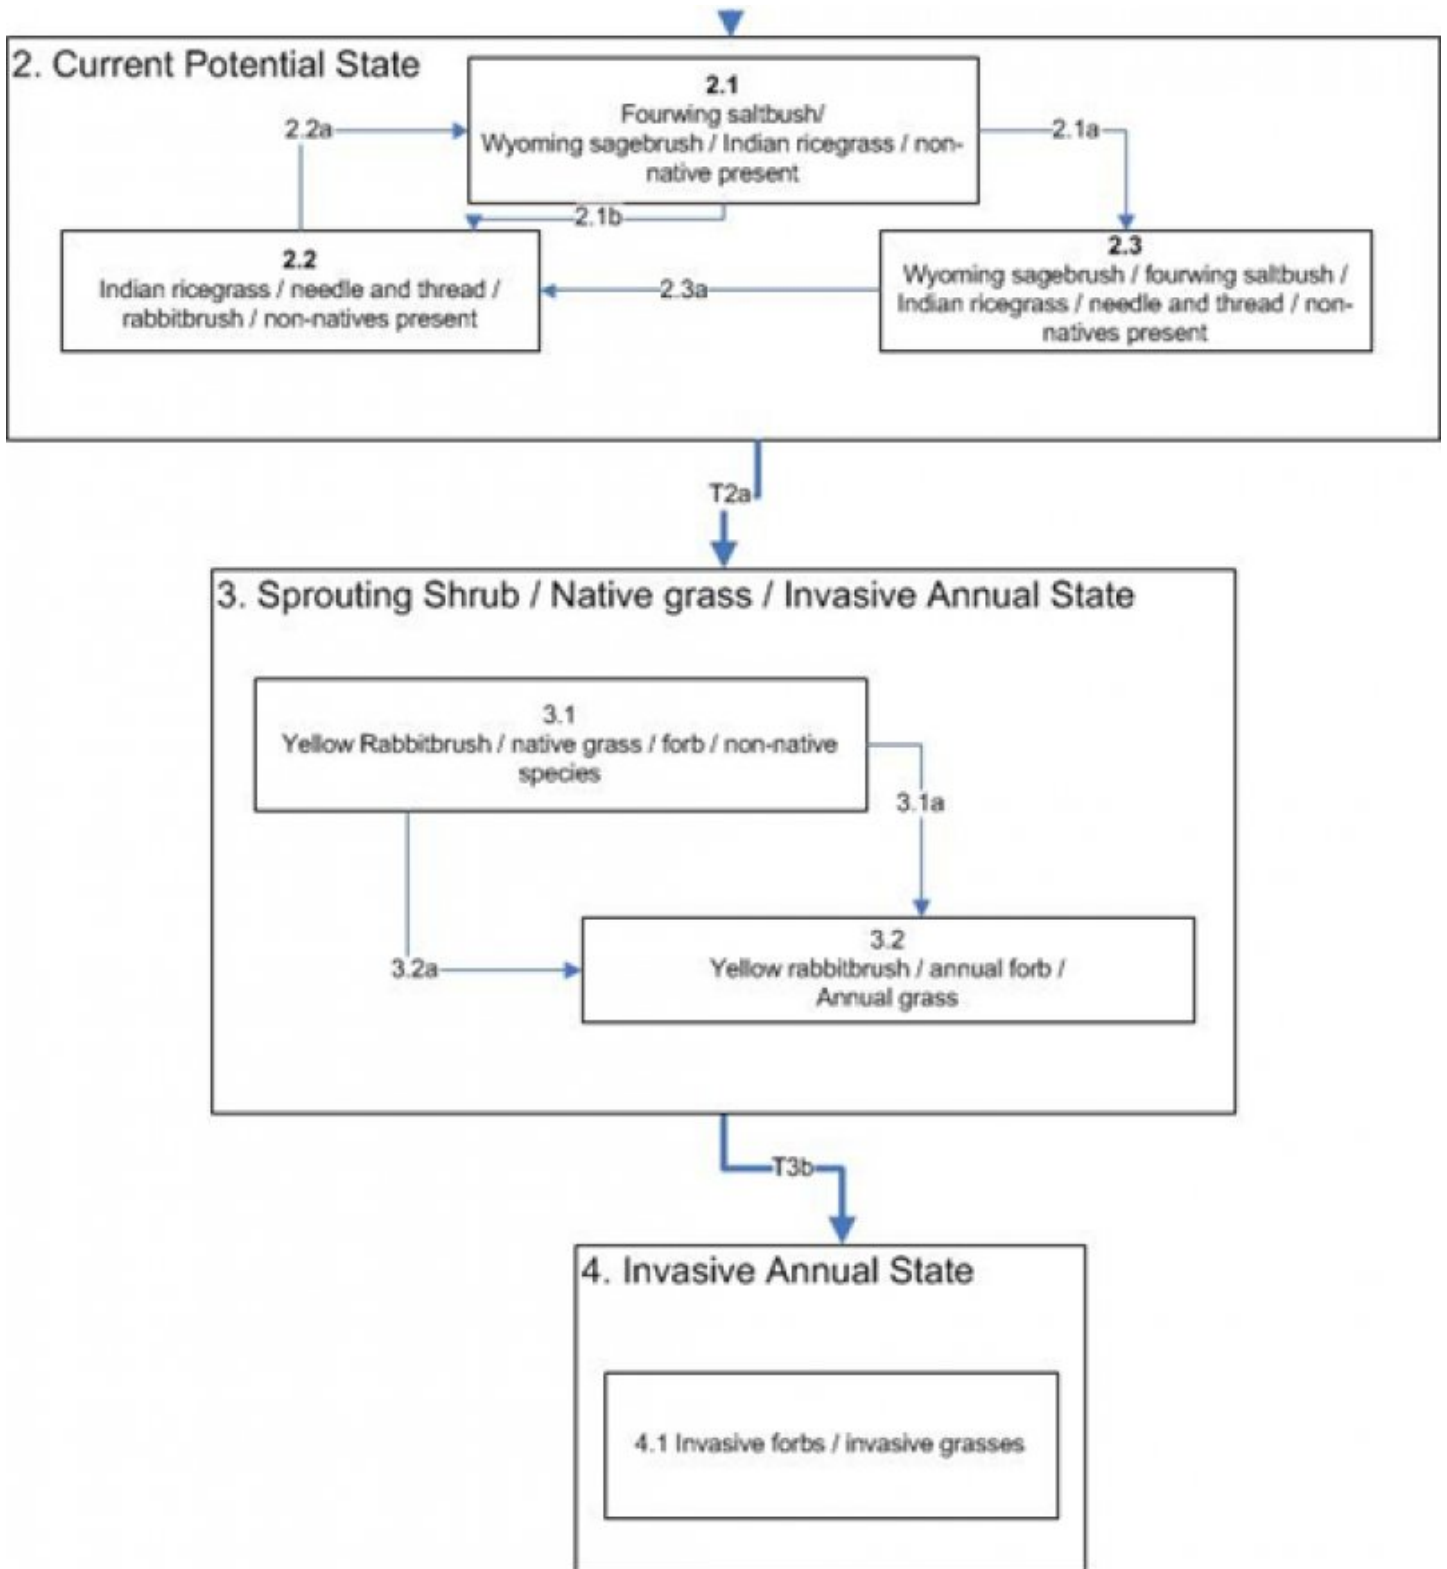 2. Current Potential State
2.1
Fourwing saltbush/
Wyoming sagebrush / Indian ricegrass / non-
native present
2.2a
2.1a
2.1b
2.2
Indian ricegrass / needle and thread /
rabbitbrush / non-natives present
2.3a
2.3
Wyoming sagebrush / fourwing saltbush /
Indian ricegrass / needle and thread / non-
natives present
T2a
3. Sprouting Shrub / Native grass / Invasive Annual State
3.1
Yellow Rabbitbrush / native grass / forb / non-native
species
3.1a
3.2a
3.2
Yellow rabbitbrush / annual forb /
Annual grass
T3b
4. Invasive Annual State
4.1 Invasive forbs / invasive grasses